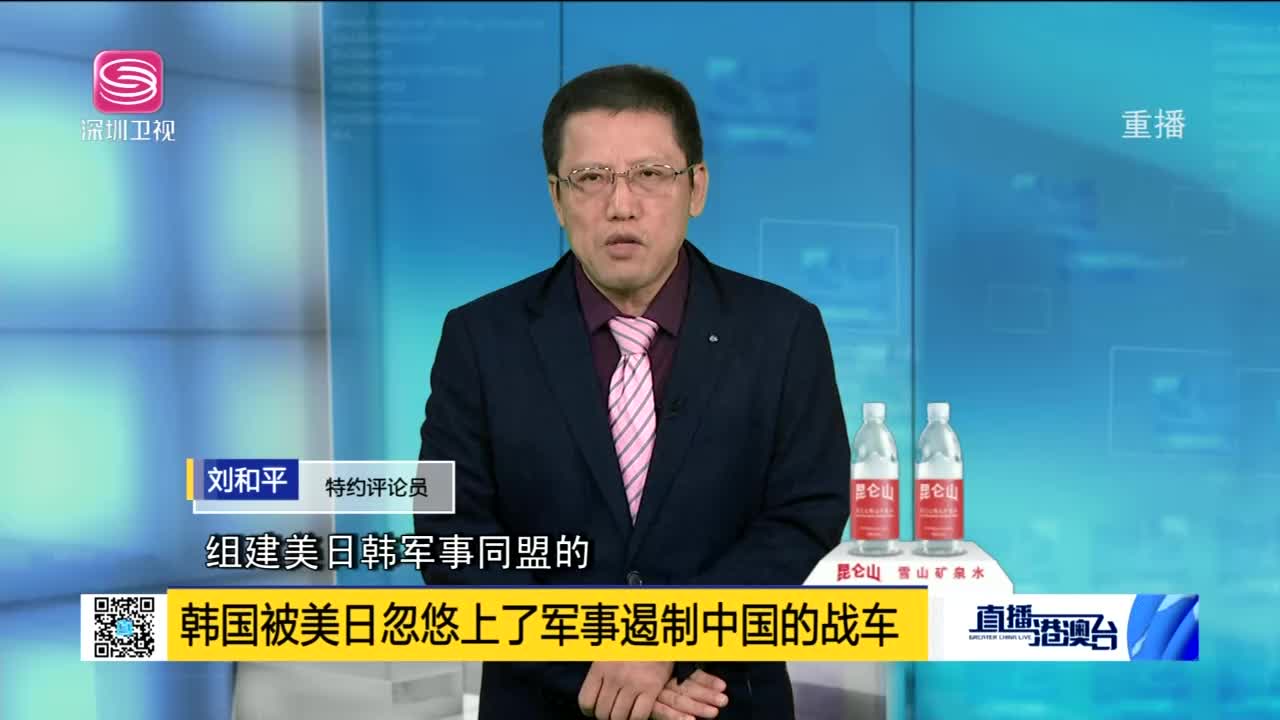 深圳卫视
重播
刘和平
特约评论员
昆仑山
昆仑山
昆仑山 雪山矿泉水
组建美日韩军事同盟的
韩国被美日忽悠上了军事遏制中国的战车
直播港澳台
GREATER CHINA LIVE